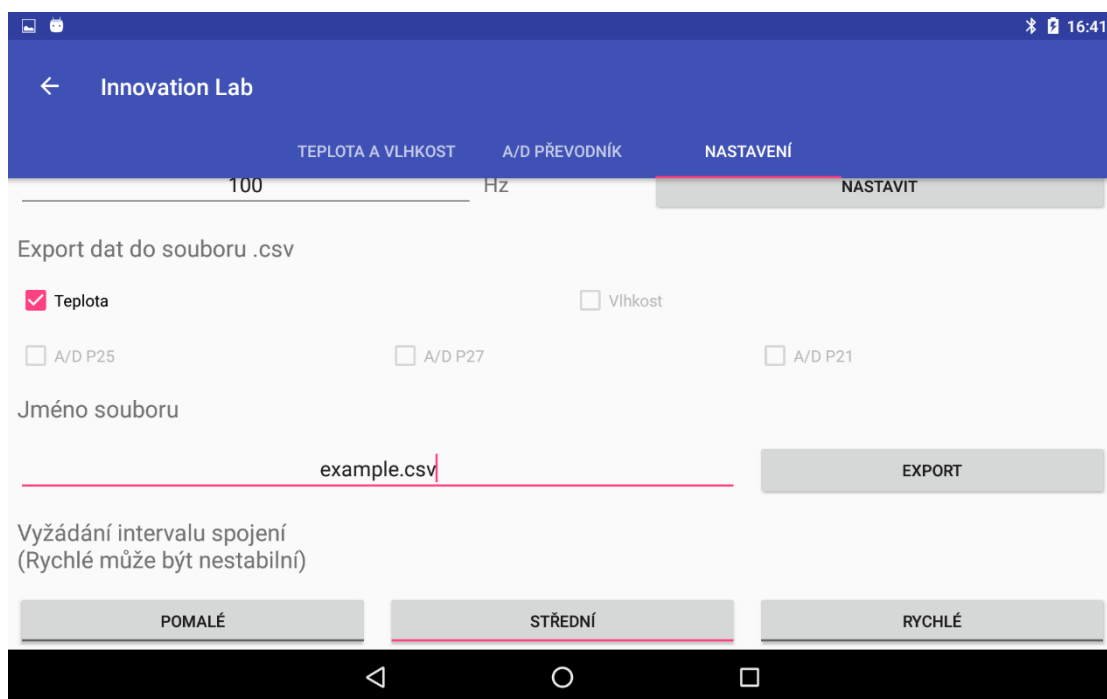 16:41
Innovation Lab
TEPLOTA A VLHKOST A/D PŘEVODNÍK NASTAVENÍ
100 Hz NASTAVIT
Export dat do souboru .csv
Teplota Vlhkost
A/D P25 A/D P27 A/D P21
Jméno souboru
example.csv EXPORT
Vyžádání intervalu spojení
(Rychlé může být nestabilní)
POMALÉ STŘEDNÍ RYCHLÉ